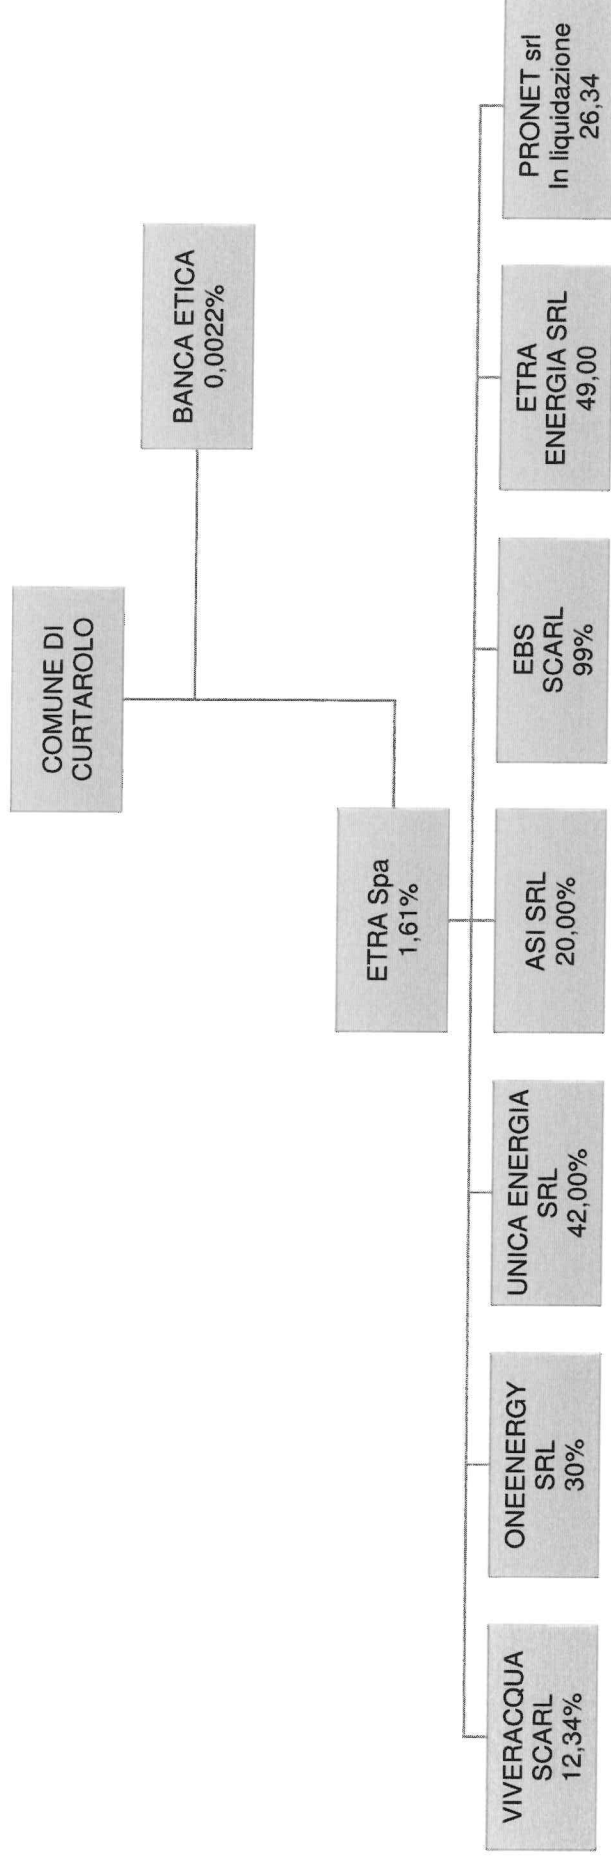 COMUNE DI
CURTAROLO
BANCA ETICA
0,0022%
ETRA Spa
1,61%
VIVERACQUA
SCARL
12,34%
ONEENERGY
SRL
30%
UNICA ENERGIA
SRL
42,00%
ASI SRL
20,00%
EBS
SCARL
99%
ETRA
ENERGIA SRL
49,00
PRONET srl
In liquidazione
26,34